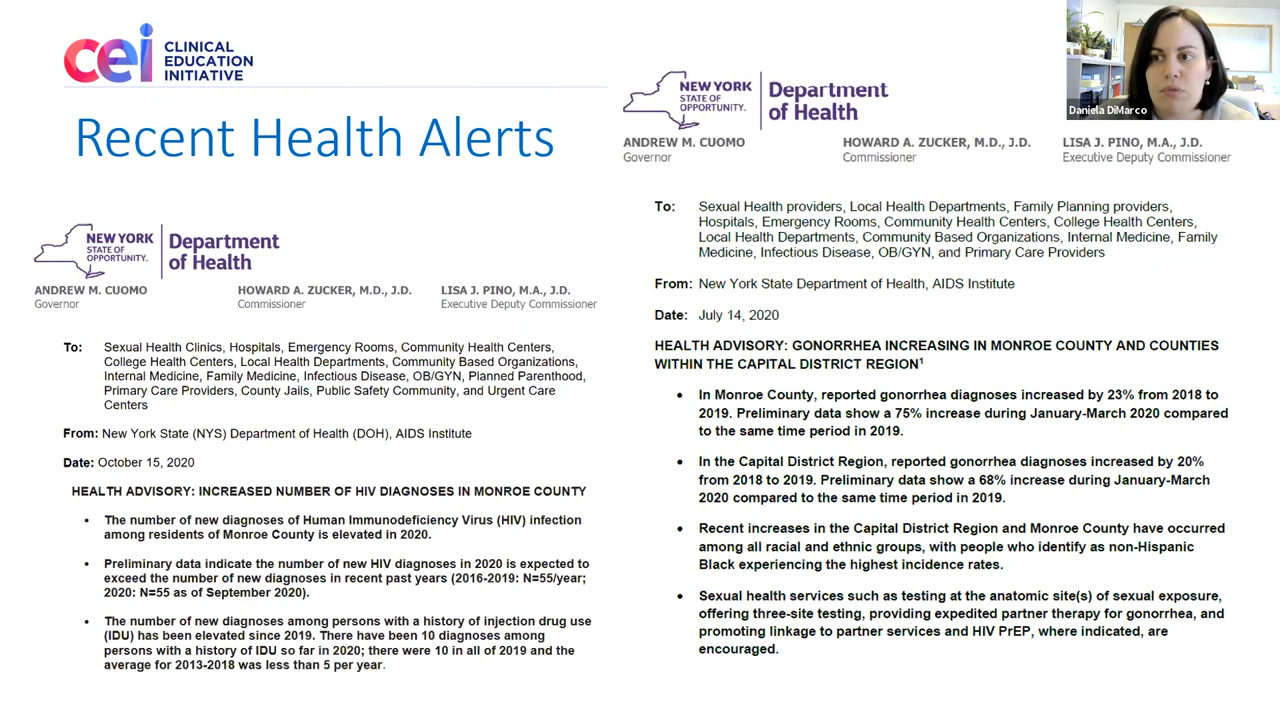 cei CLINICAL
EDUCATION
INITIATIVE
Recent Health Alerts
NEW YORK
STATE OF
OPPORTUNITY.
Department
of Health
ANDREW M. CUOMO
Governor
HOWARD A. ZUCKER, M.D., J.D.
Commissioner
LISA J. PINO, M.A., J.D.
Executive Deputy Commissioner
To: Sexual Health Clinics, Hospitals, Emergency Rooms, Community Health Centers,
College Health Centers, Local Health Departments, Community Based Organizations,
Internal Medicine, Family Medicine, Infectious Disease, OB/GYN, Planned Parenthood,
Primary Care Providers, County Jails, Public Safety Community, and Urgent Care
Centers
From: New York State (NYS) Department of Health (DOH), AIDS Institute
Date: October 15, 2020
HEALTH ADVISORY: INCREASED NUMBER OF HIV DIAGNOSES IN MONROE COUNTY
• The number of new diagnoses of Human Immunodeficiency Virus (HIV) infection
among residents of Monroe County is elevated in 2020.
• Preliminary data indicate the number of new HIV diagnoses in 2020 is expected to
exceed the number of new diagnoses in recent past years (2016-2019: N=55/year;
2020: N=55 as of September 2020).
• The number of new diagnoses among persons with a history of injection drug use
(IDU) has been elevated since 2019. There have been 10 diagnoses among
persons with a history of IDU so far in 2020; there were 10 in all of 2019 and the
average for 2013-2018 was less than 5 per year.
NEW YORK
STATE OF
OPPORTUNITY.
Department
of Health
ANDREW M. CUOMO
Governor
HOWARD A. ZUCKER, M.D., J.D.
Commissioner
LISA J. PINO, M.A., J.D.
Executive Deputy Commissioner
To: Sexual Health providers, Local Health Departments, Family Planning providers,
Hospitals, Emergency Rooms, Community Health Centers, College Health Centers,
Local Health Departments, Community Based Organizations, Internal Medicine, Family
Medicine, Infectious Disease, OB/GYN, and Primary Care Providers
From: New York State Department of Health, AIDS Institute
Date: July 14, 2020
HEALTH ADVISORY: GONORRHEA INCREASING IN MONROE COUNTY AND COUNTIES
WITHIN THE CAPITAL DISTRICT REGION¹
• In Monroe County, reported gonorrhea diagnoses increased by 23% from 2018 to
2019. Preliminary data show a 75% increase during January-March 2020 compared
to the same time period in 2019.
• In the Capital District Region, reported gonorrhea diagnoses increased by 20%
from 2018 to 2019. Preliminary data show a 68% increase during January-March
2020 compared to the same time period in 2019.
• Recent increases in the Capital District Region and Monroe County have occurred
among all racial and ethnic groups, with people who identify as non-Hispanic
Black experiencing the highest incidence rates.
• Sexual health services such as testing at the anatomic site(s) of sexual exposure,
offering three-site testing, providing expedited partner therapy for gonorrhea, and
promoting linkage to partner services and HIV PrEP, where indicated, are
encouraged.
Daniela DiMarco